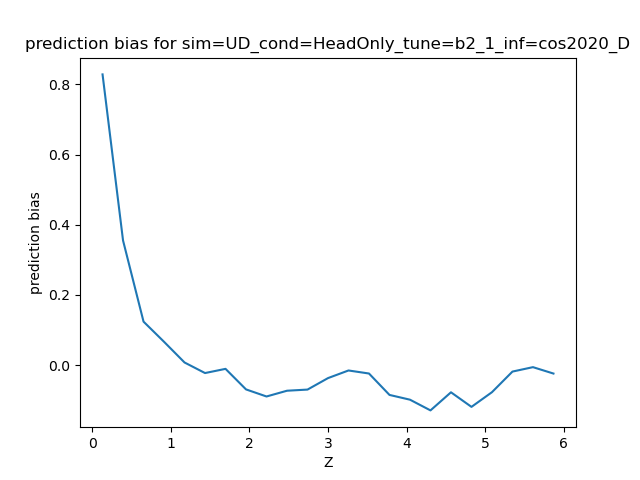 prediction bias for sim=UD_cond=HeadOnly_tune=b2_1_inf=cos2020_D
prediction bias
0.8
0.6
0.4
0.2
0.0
0 1 2 3 4 5 6
Z